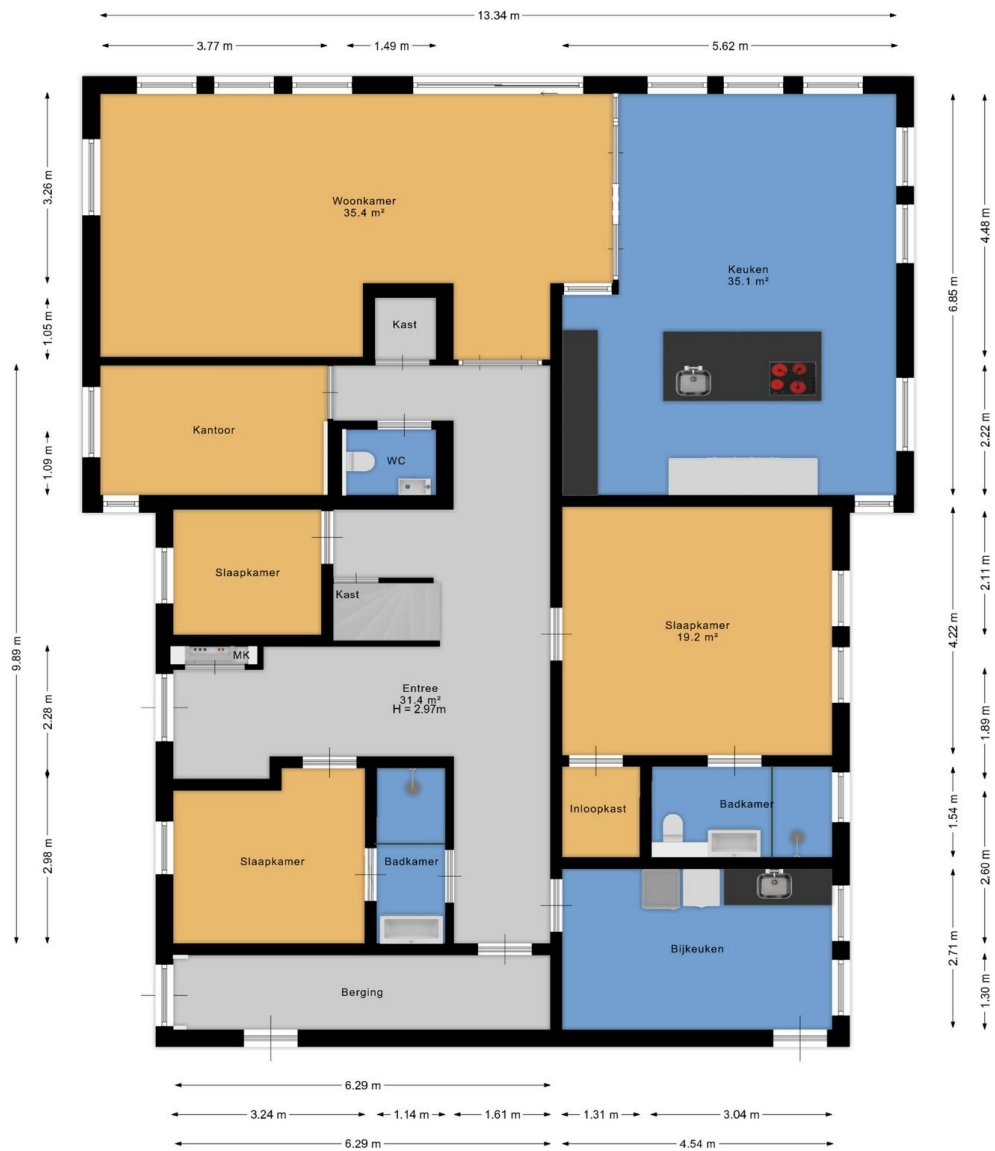 13.34 m
3.77 m
1.49 m
5.62 m
3.26 m
1.05 m
9.89 m
1.09 m
2.28 m
2.98 m
Woonkamer
35.4 m²
Keuken
35.1 m²
Kast
Kantoor
WC
Slaapkamer
Kast
MK
Slaapkamer
19.2 m²
Entree
31.4 m²
H = 2.97m
Inloopkast
Badkamer
Slaapkamer
Badkamer
Bijkeuken
Berging
6.85 m
4.48 m
2.22 m
4.22 m
2.11 m
1.89 m
1.54 m
2.60 m
2.71 m
1.30 m
6.29 m
3.24 m
1.14 m
1.61 m
1.31 m
3.04 m
6.29 m
4.54 m